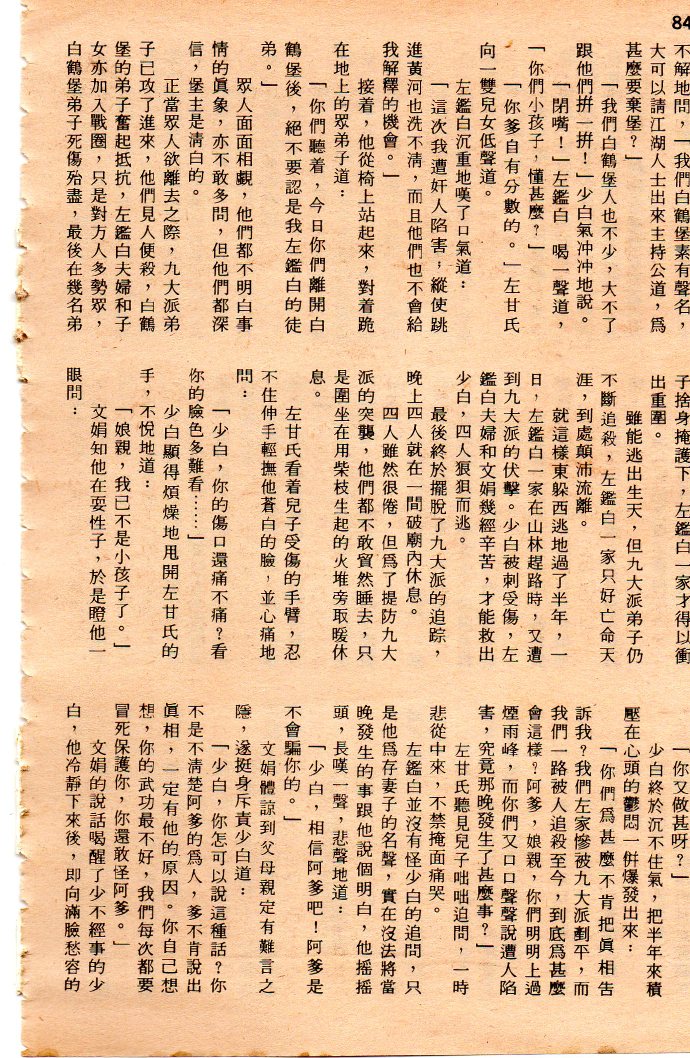 84
不解地問，「我們白鶴堡素有聲名，
大可以請江湖人士出來主持公道，爲
甚麼要棄堡？」
「我們白鶴堡人也不少，大不了
跟他們拚一拚！」少白氣沖沖地說。
「閉嘴！」左鑑白 喝一聲道，
「你們小孩子，懂甚麼？」
「你爹自有分數的。」左甘氏
向一雙兒女低聲道。
左鑑白沉重地嘆了口氣道：
「這次我遭奸人陷害，縱使跳
進黃河也洗不清，而且他們也不會給
我解釋的機會。」
接着，他從椅上站起來，對着跪
在地上的眾弟子道：
「你們聽着，今日你們離開白
鶴堡後，絕不要認是我左鑑白的徒
弟。」
眾人面面相覷，他們都不明白事
情的眞象，亦不敢多問，但他們都深
信，堡主是淸白的。
正當眾人欲離去之際，九大派弟
子已攻了進來，他們見人便殺，白鶴
堡的弟子奮起抵抗，左鑑白夫婦和子
女亦加入戰圈，只是對方人多勢眾，
白鶴堡弟子死傷殆盡，最後在幾名弟
子捨身掩護下，左鑑白一家才得以衝
出重圍。
雖能逃出生天，但九大派弟子仍
不斷追殺，左鑑白一家只好亡命天
涯，到處顛沛流離。
就這樣東躲西逃地過了半年，一
日，左鑑白一家在山林趕路時，又遭
到九大派的伏擊。少白被刺受傷，左
鑑白夫婦和文娟幾經辛苦，才能救出
少白，四人狼狽而逃。
最後終於擺脫了九大派的追踪，
晚上四人就在一間破廟內休息。
四人雖然很倦，但爲了提防九大
派的突襲，他們都不敢貿然睡去，只
是圍坐在用柴枝生起的火堆旁取暖休
息。
左甘氏看着兒子受傷的手臂，忍
不住伸手輕撫他蒼白的臉，並心痛地
問：
「少白，你的傷口還痛不痛？看
你的臉色多難看……」
少白顯得煩燥地甩開左甘氏的
手，不悅地道：
「娘親，我已不是小孩子了。」
文娟知他在耍性子，於是瞪他一
眼問：
「你又做甚呀？」
少白終於沉不住氣，把半年來積
壓在心頭的鬱悶一併爆發出來：
「你們爲甚麼不肯把眞相告
訴我？我們左家慘被九大派剷平，而
我們一路被人追殺至今，到底爲甚麼
會這樣？阿爹，娘親，你們明明上過
煙雨峰，而你們又口口聲聲說遭人陷
害，究竟那晚發生了甚麼事？」
左甘氏聽見兒子咄咄迫問，一時
悲從中來，不禁掩面痛哭。
左鑑白並沒有怪少白的追問，只
是他爲存妻子的名聲，實在沒法將當
晚發生的事跟他說個明白，他搖搖
頭，長嘆一聲，悲聲地道：
「少白，相信阿爹吧！阿爹是
不會騙你的。」
文娟體諒到父母親定有難言之
隱，遂挺身斥責少白道：
「少白，你怎可以說這種話？你
不是不清楚阿爹的爲人，爹不肯說出
眞相，一定有他的原因。你自己想
想，你的武功最不好，我們每次都要
冒死保護你，你還敢怪阿爹。」
文娟的說話喝醒了少不經事的少
白，他冷靜下來後，即向滿臉愁容的